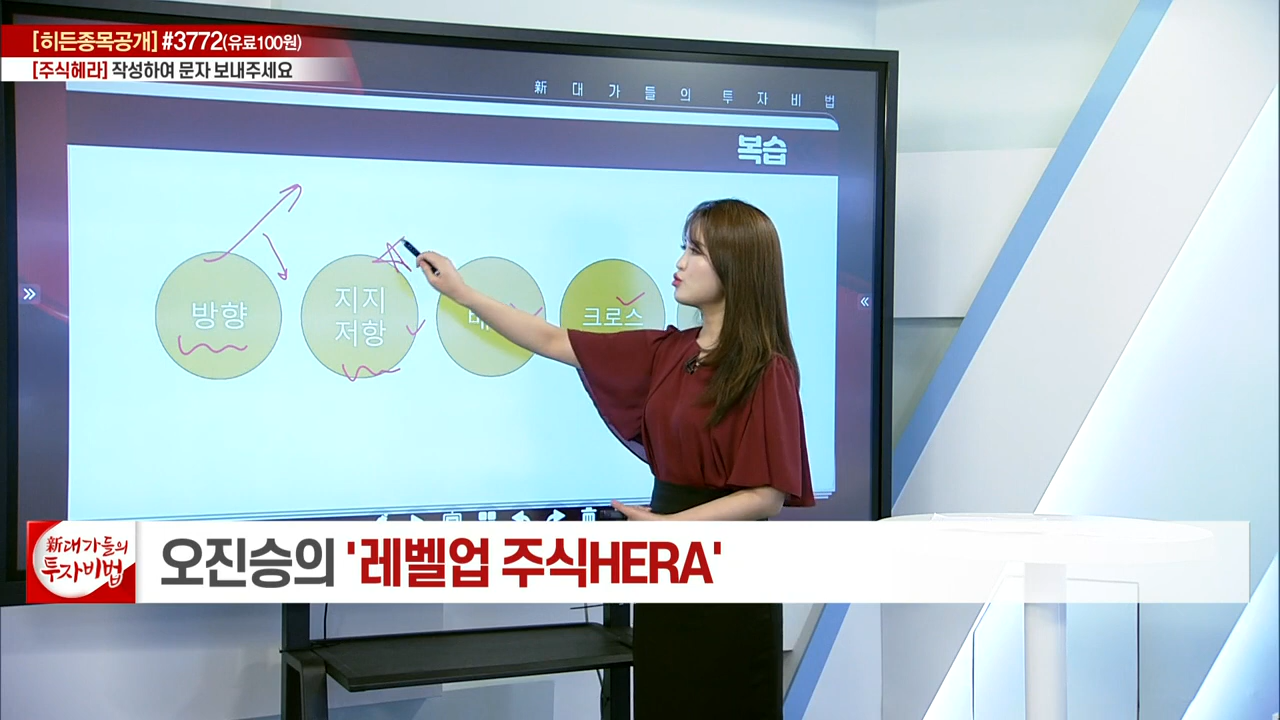 [히든종목공개] #3772(유료100원)
[주식헤라] 작성하여 문자 보내주세요
新 대 가 들 의 투 자 비 법
복습
방향
지지
저항
크로스
新대가들의
투자비법
오진승의 '레벨업 주식HERA'